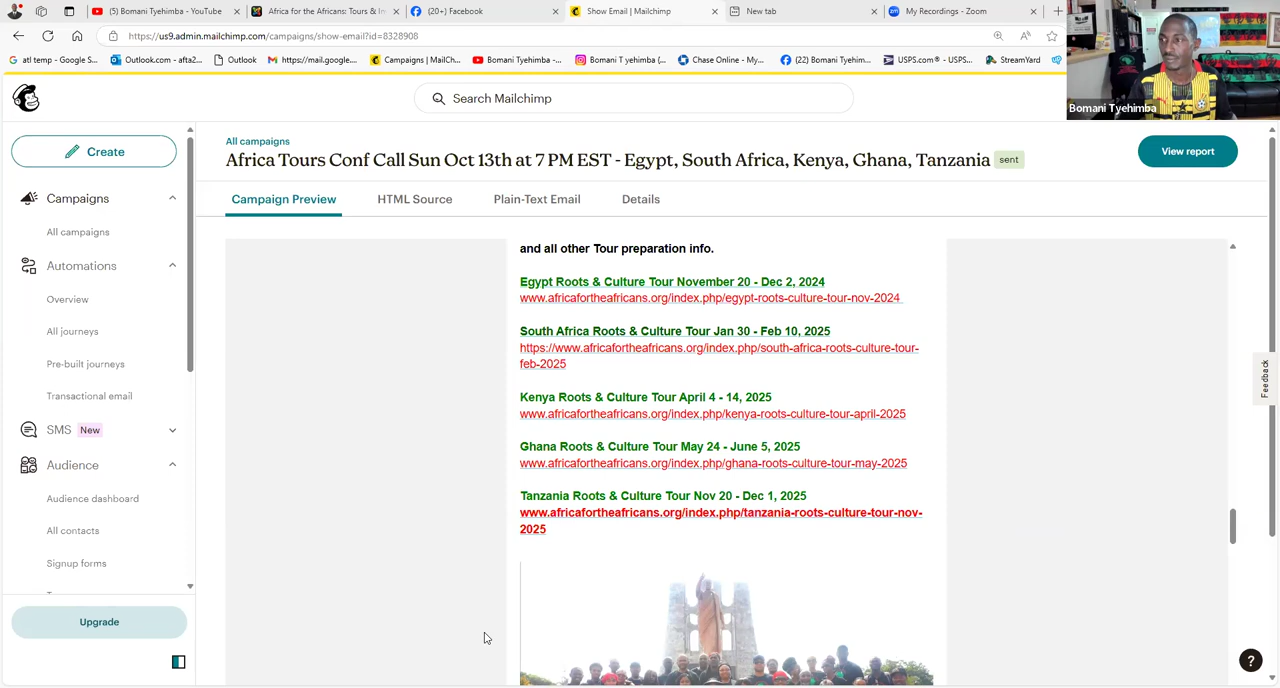 (5) Bomani Tyehimba - YouTube
Africa for the Africans: Tours & In
(20+) Facebook
Show Email | Mailchimp
New tab
My Recordings - Zoom
https://us9.admin.mailchimp.com/campaigns/show-email?id=8328908
atl temp - Google S...
Outlook.com - afta2...
Outlook
https://mail.google....
Campaigns | MailCh...
Bomani Tyehimba -...
Bomani T yehimba (...
Chase Online - My...
(22) Bomani Tyehim...
USPS.com® - USPS...
StreamYard
Bomani Tyehimba
Search Mailchimp
Create
Campaigns
All campaigns
Automations
Overview
All journeys
Pre-built journeys
Transactional email
SMS New
Audience
Audience dashboard
All contacts
Signup forms
Upgrade
All campaigns
Africa Tours Conf Call Sun Oct 13th at 7 PM EST - Egypt, South Africa, Kenya, Ghana, Tanzania sent
View report
Campaign Preview
HTML Source
Plain-Text Email
Details
and all other Tour preparation info.
Egypt Roots & Culture Tour November 20 - Dec 2, 2024
www.africafortheafricans.org/index.php/egypt-roots-culture-tour-nov-2024
South Africa Roots & Culture Tour Jan 30 - Feb 10, 2025
https://www.africafortheafricans.org/index.php/south-africa-roots-culture-tour-
feb-2025
Kenya Roots & Culture Tour April 4 - 14, 2025
www.africafortheafricans.org/index.php/kenya-roots-culture-tour-april-2025
Ghana Roots & Culture Tour May 24 - June 5, 2025
www.africafortheafricans.org/index.php/ghana-roots-culture-tour-may-2025
Tanzania Roots & Culture Tour Nov 20 - Dec 1, 2025
www.africafortheafricans.org/index.php/tanzania-roots-culture-tour-nov-
2025
Feedback
?